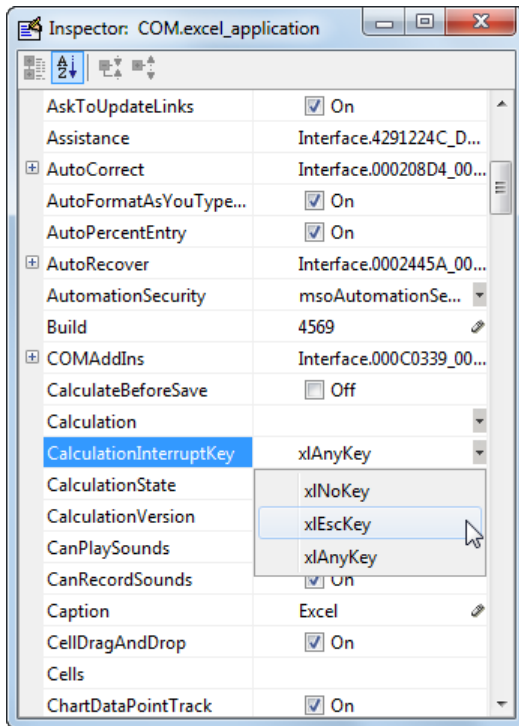 Inspector: COM.excel_application
AskToUpdateLinks On
Assistance Interface.4291224C_D...
AutoCorrect Interface.000208D4_00...
AutoFormatAsYouType... On
AutoPercentEntry On
AutoRecover Interface.0002445A_00...
AutomationSecurity msoAutomationSe...
Build 4569
COMAddIns Interface.000C0339_00...
CalculateBeforeSave Off
Calculation
CalculationInterruptKey xlAnyKey
CalculationState xlNoKey
CalculationVersion xlEscKey
CanPlaySounds xlAnyKey
CanRecordSounds On
Caption Excel
CellDragAndDrop On
Cells
ChartDataPointTrack On